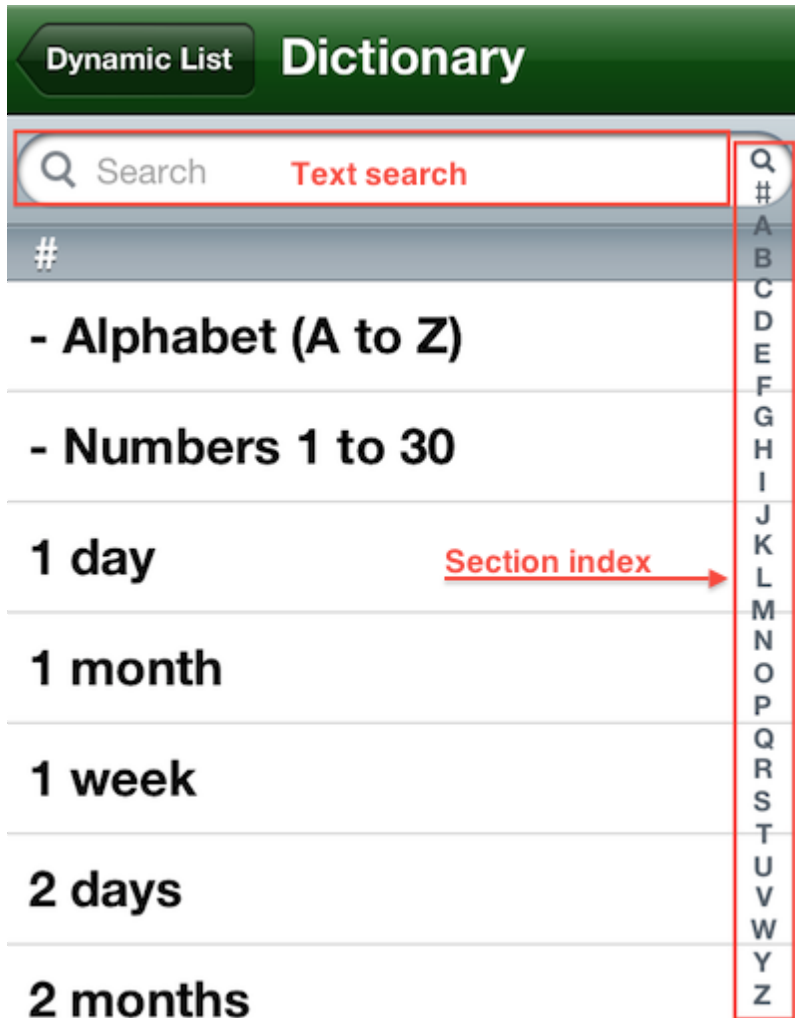 Dynamic List Dictionary
Search Text search
#
- Alphabet (A to Z)
- Numbers 1 to 30
1 day
Section index
1 month
1 week
2 days
2 months
#
A
B
C
D
E
F
G
H
I
J
K
L
M
N
O
P
Q
R
S
T
U
V
W
Y
Z